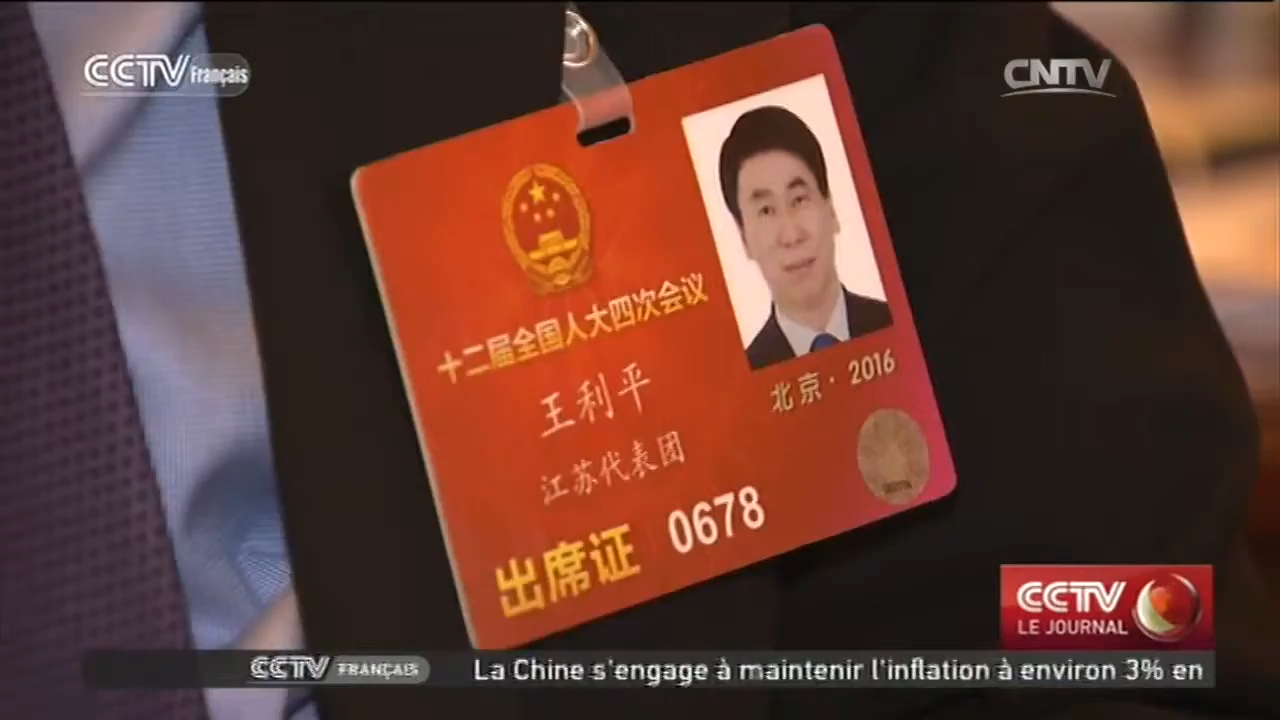 CCTV Français
CNTV
十二届全国人大四次会议
王利平
江苏代表团
出席证 0678
北京·2016
CCTV
LE JOURNAL
CCTV FRANÇAIS
La Chine s'engage à maintenir l'inflation à environ 3% en